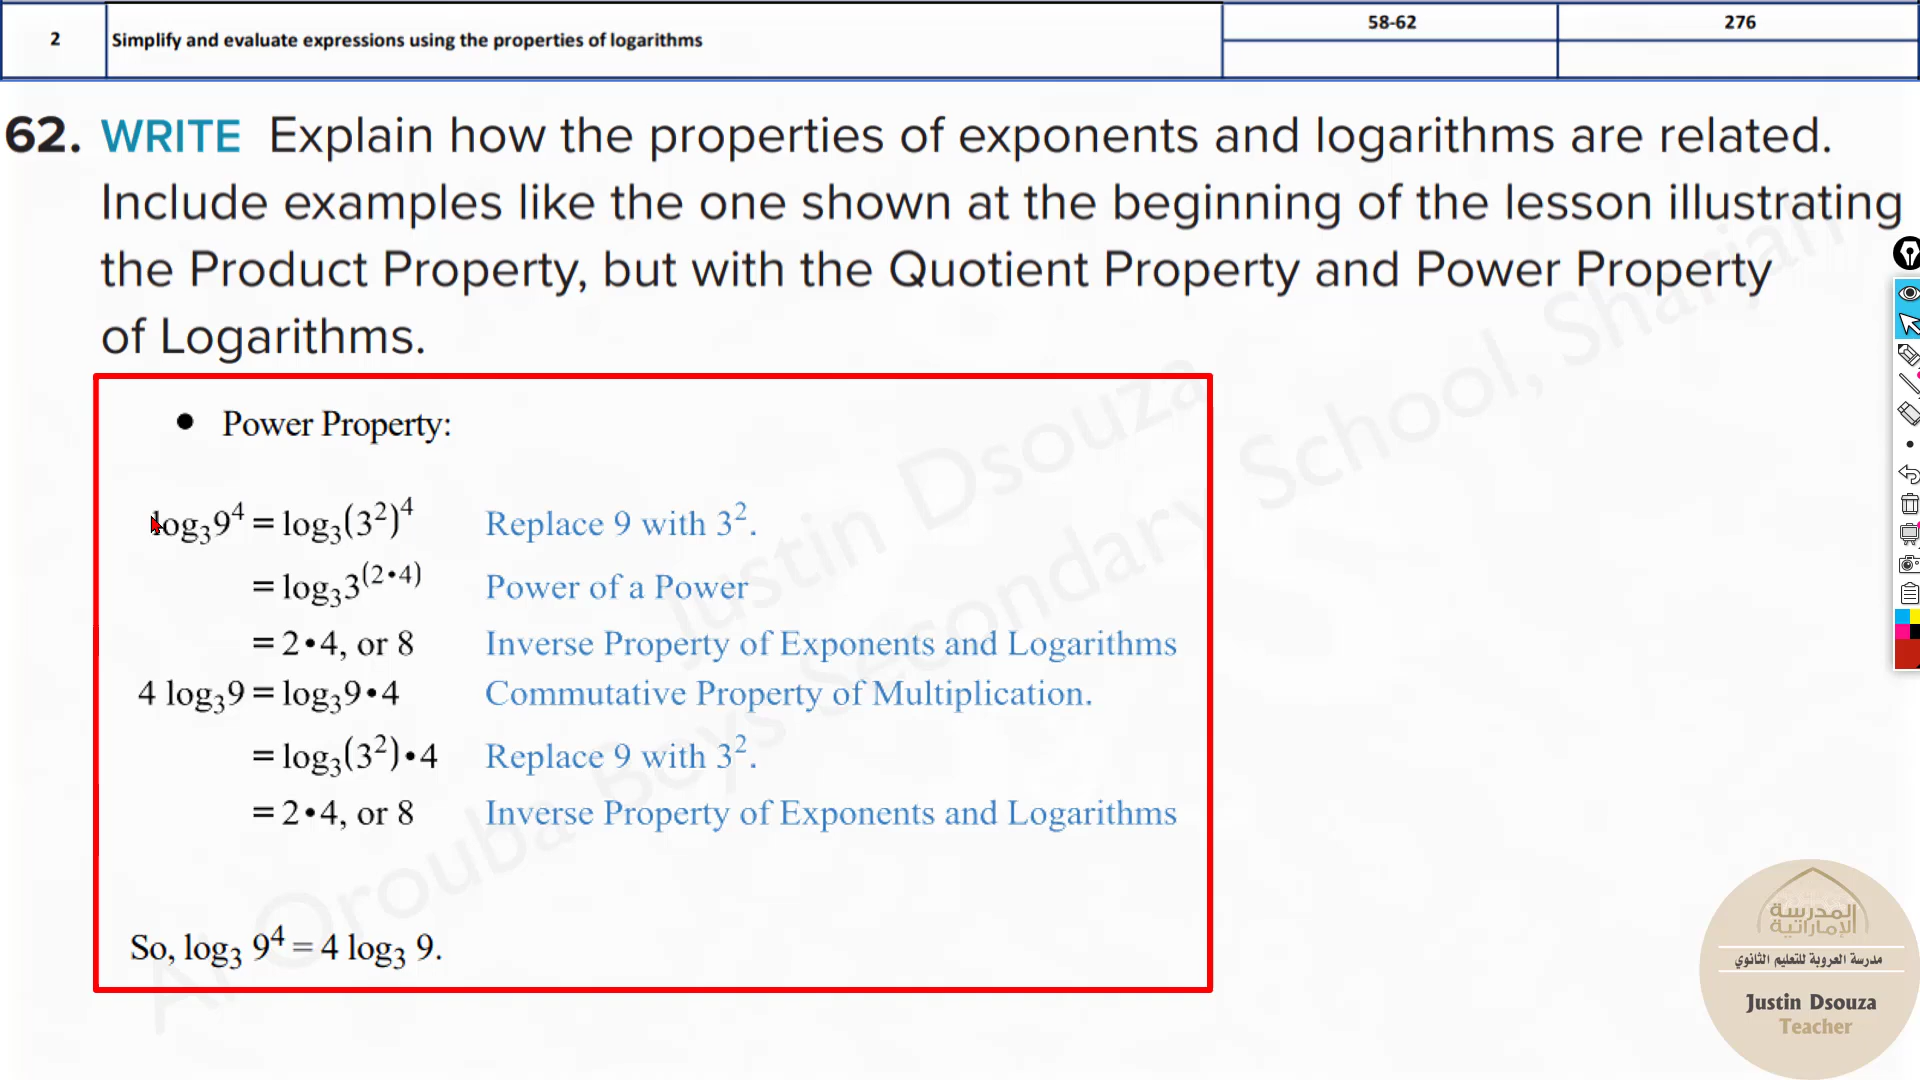 2 Simplify and evaluate expressions using the properties of logarithms 58-62 276
62. WRITE Explain how the properties of exponents and logarithms are related.
Include examples like the one shown at the beginning of the lesson illustrating
the Product Property, but with the Quotient Property and Power Property
of Logarithms.
• Power Property:
log₃9⁴ = log₃(3²)⁴ Replace 9 with 3².
= log₃3^(2•4) Power of a Power
= 2•4, or 8 Inverse Property of Exponents and Logarithms
4 log₃9 = log₃9•4 Commutative Property of Multiplication.
= log₃(3²)•4 Replace 9 with 3².
= 2•4, or 8 Inverse Property of Exponents and Logarithms
So, log₃ 9⁴ = 4 log₃ 9.
Justin Dsouza
Al Orouba Boys Secondary School, Sharjah
المدرسة
الإماراتية
مدرسة العروبة للتعليم الثانوي
Justin Dsouza
Teacher